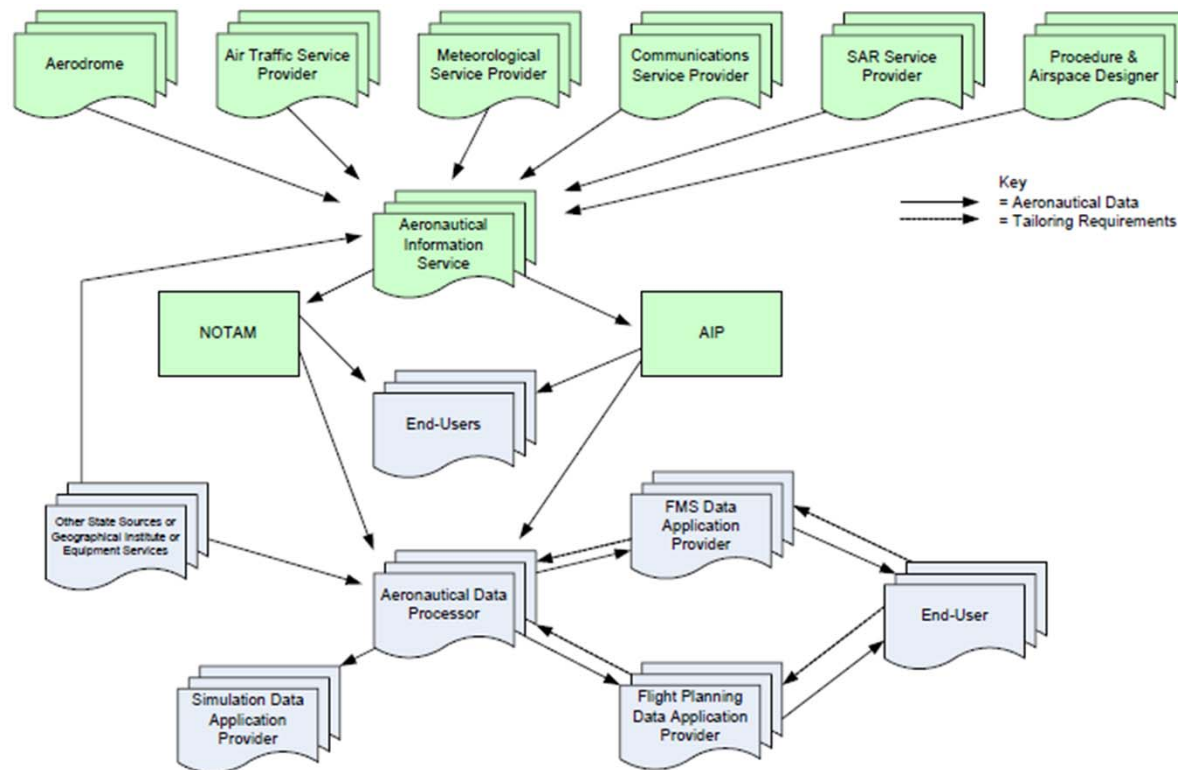 Aerodrome
Air Traffic Service
Provider
Meteorological
Service Provider
Communications
Service Provider
SAR Service
Provider
Procedure &
Airspace Designer
Key
= Aeronautical Data
= Tailoring Requirements
Aeronautical
Information
Service
NOTAM
AIP
End-Users
Other State Sources or
Geographical Institute or
Equipment Services
FMS Data
Application
Provider
Aeronautical Data
Processor
End-User
Simulation Data
Application
Provider
Flight Planning
Data Application
Provider